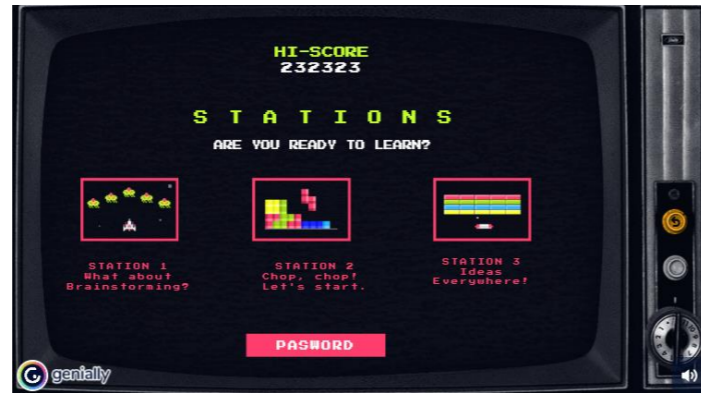 HI-SCORE
232323
STATIONS
ARE YOU READY TO LEARN?
STATION 1
What about
Brainstorming?
STATION 2
Chop, chop!
Let's start.
STATION 3
Ideas
Everywhere!
PASWORD
genially